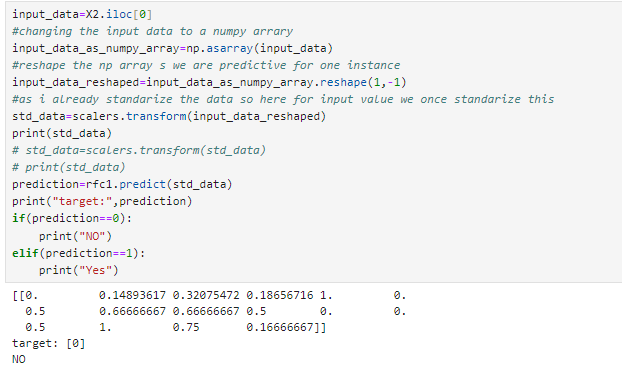 input_data=X2.iloc[0]
#changing the input data to a numpy arrary
input_data_as_numpy_array=np.asarray(input_data)
#reshape the np array s we are predictive for one instance
input_data_reshaped=input_data_as_numpy_array.reshape(1,-1)
#as i already standarize the data so here for input value we once standarize this
std_data=scalers.transform(input_data_reshaped)
print(std_data)
# std_data=scalers.transform(std_data)
# print(std_data)
prediction=rfc1.predict(std_data)
print("target:",prediction)
if(prediction==0):
    print("NO")
elif(prediction==1):
    print("Yes")
[[0.         0.14893617 0.32075472 0.18656716 1.         0.
  0.5        0.66666667 0.66666667 0.5        0.         0.
  0.5        1.         0.75       0.16666667]]
target: [0]
NO